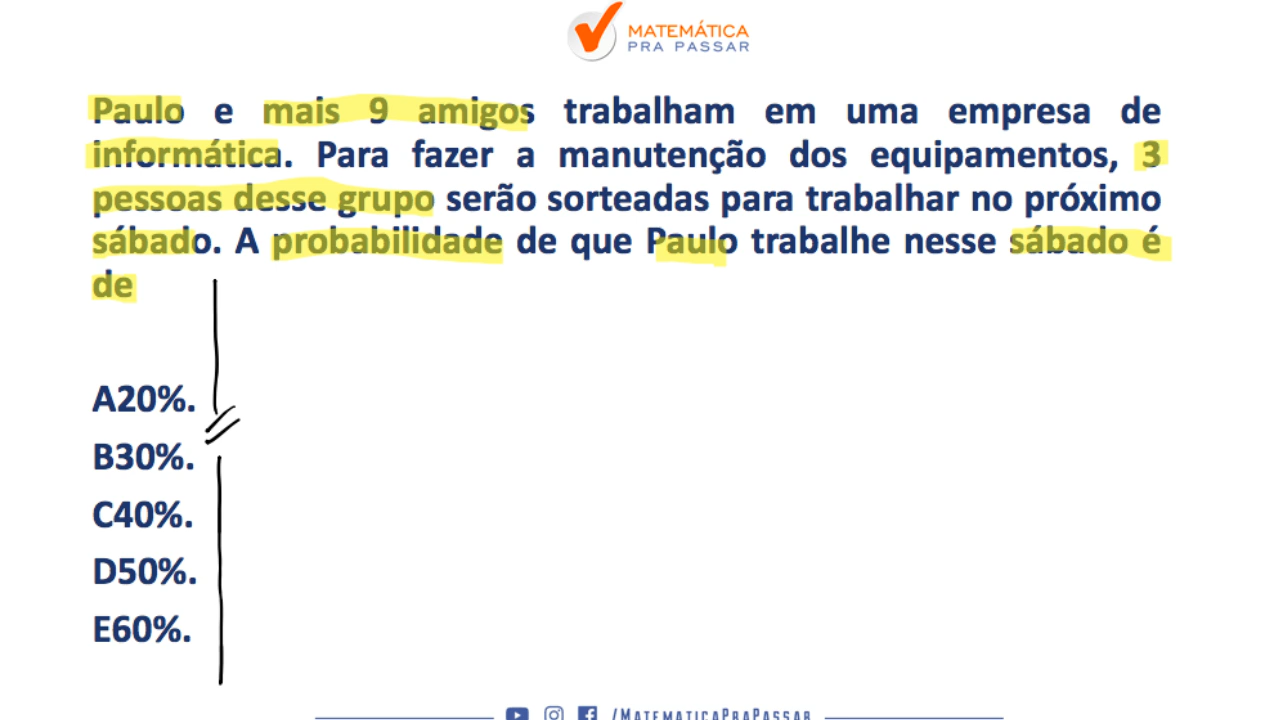 MATEMÁTICA
PRA PASSAR
Paulo e mais 9 amigos trabalham em uma empresa de
informática. Para fazer a manutenção dos equipamentos, 3
pessoas desse grupo serão sorteadas para trabalhar no próximo
sábado. A probabilidade de que Paulo trabalhe nesse sábado é
de
A20%.
B30%.
C40%.
D50%.
E60%.
/MATEMATICAPRAPASSAR